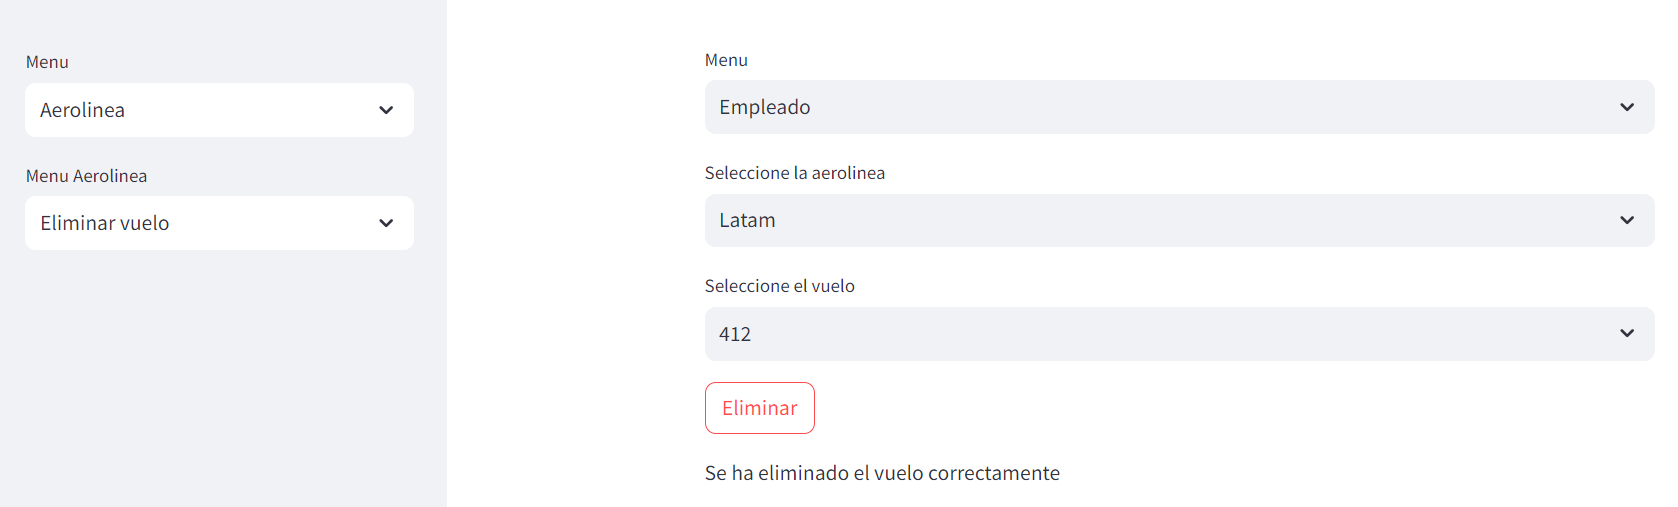 Menu
Aerolinea
Menu Aerolinea
Eliminar vuelo
Menu
Empleado
Seleccione la aerolinea
Latam
Seleccione el vuelo
412
Eliminar
Se ha eliminado el vuelo correctamente